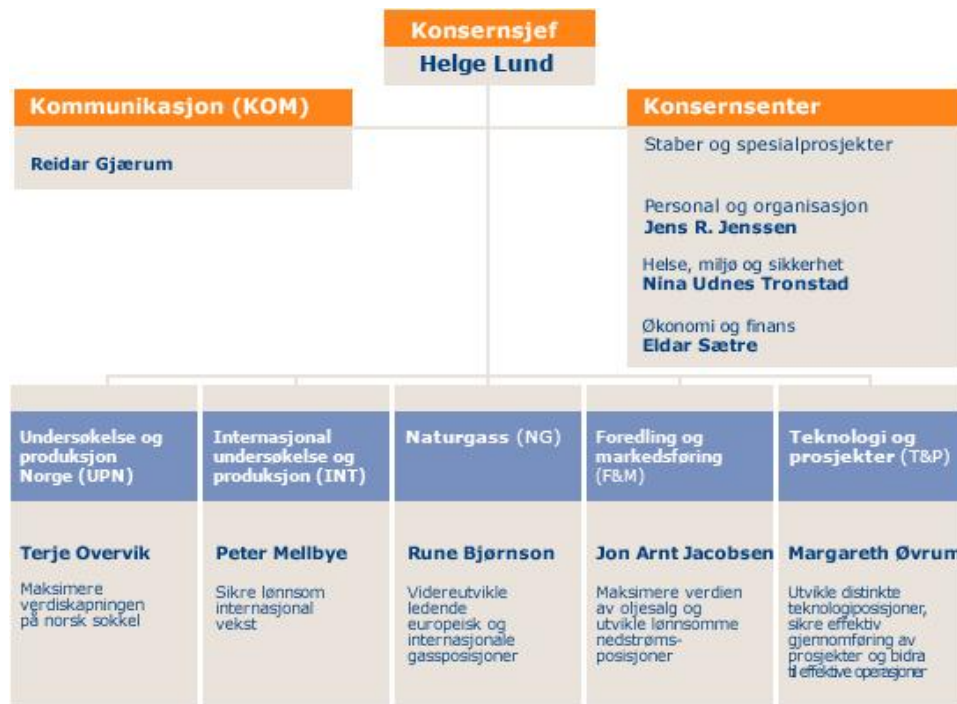 Konsernsjef
Helge Lund
Kommunikasjon (KOM)
Reidar Gjærum
Konsernsenter
Staber og spesialprosjekter
Personal og organisasjon
Jens R. Jenssen
Helse, miljø og sikkerhet
Nina Udnes Tronstad
Økonomi og finans
Eldar Sætre
Undersøkelse og
produksjon
Norge (UPN)
Terje Overvik
Maksimere
verdiskapningen
på norsk sokkel
Internasjonal
undersøkelse og
produksjon (INT)
Peter Mellbye
Sikre lønnsom
internasjonal
vekst
Naturgass (NG)
Rune Bjørnson
Videreutvikle
ledende
europeisk og
internasjonale
gassposisjoner
Foredling og
markedsføring
(F&M)
Jon Arnt Jacobsen
Maksimere verdien
av oljesalg og
utvikle lønnsomme
nedstrøms-
posisjoner
Teknologi og
prosjekter (T&P)
Margareth Øvrum
Utvikle distinkte
teknologiposisjoner,
sikre effektiv
gjennomføring av
prosjekter og bidra
til effektive operasjoner